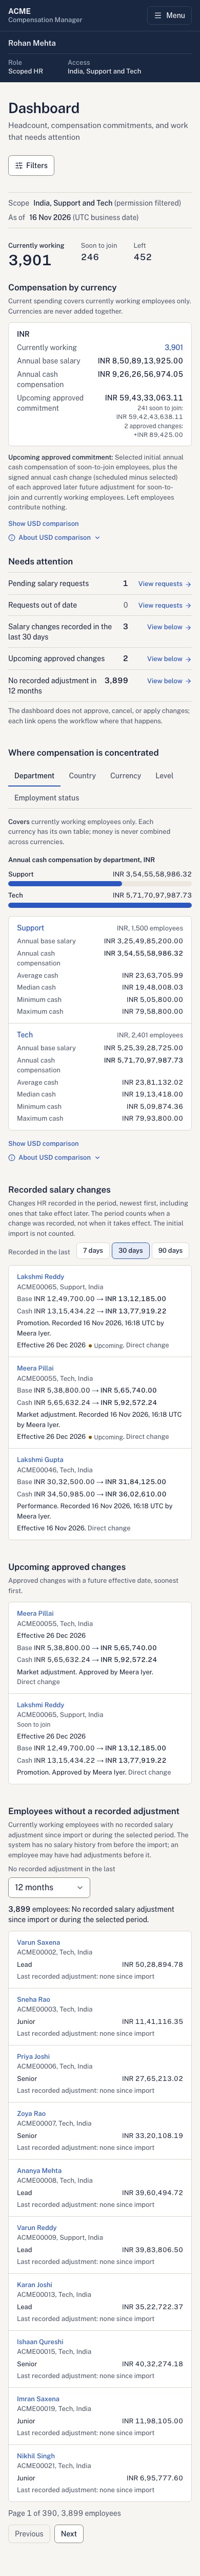 ACME
Compensation Manager
Menu
Rohan Mehta
Role
Scoped HR
Access
India, Support and Tech
Dashboard
Headcount, compensation commitments, and work
that needs attention
Filters
Scope India, Support and Tech (permission filtered)
As of 16 Nov 2026 (UTC business date)
Currently working
3,901
Soon to join
246
Left
452
Compensation by currency
Current spending covers currently working employees only.
Currencies are never added together.
INR
Currently working 3,901
Annual base salary INR 8,50,89,13,925.00
Annual cash
compensation
INR 9,26,26,56,974.05
Upcoming approved
commitment
INR 59,43,33,063.11
241 soon to join:
INR 59,42,43,638.11
2 approved changes:
+INR 89,425.00
Upcoming approved commitment: Selected initial annual
cash compensation of soon-to-join employees, plus the
signed annual cash change (scheduled minus selected)
of each approved later future adjustment for soon-to-
join and currently working employees. Left employees
contribute nothing.
Show USD comparison
About USD comparison
Needs attention
Pending salary requests 1 View requests →
Requests out of date 0 View requests →
Salary changes recorded in the
last 30 days
3 View below →
Upcoming approved changes 2 View below →
No recorded adjustment in
12 months
3,899 View below →
The dashboard does not approve, cancel, or apply changes;
each link opens the workflow where that happens.
Where compensation is concentrated
Department Country Currency Level
Employment status
Covers currently working employees only. Each
currency has its own table; money is never combined
across currencies.
Annual cash compensation by department, INR
Support INR 3,54,55,58,986.32
Tech INR 5,71,70,97,987.73
Support INR, 1,500 employees
Annual base salary INR 3,25,49,85,200.00
Annual cash
compensation
INR 3,54,55,58,986.32
Average cash INR 23,63,705.99
Median cash INR 19,48,008.03
Minimum cash INR 5,05,800.00
Maximum cash INR 79,58,800.00
Tech INR, 2,401 employees
Annual base salary INR 5,25,39,28,725.00
Annual cash
compensation
INR 5,71,70,97,987.73
Average cash INR 23,81,132.02
Median cash INR 19,13,418.00
Minimum cash INR 5,09,874.36
Maximum cash INR 79,93,800.00
Show USD comparison
About USD comparison
Recorded salary changes
Changes HR recorded in the period, newest first, including
ones that take effect later. The period counts when a
change was recorded, not when it takes effect. The initial
import is not counted.
Recorded in the last 7 days 30 days 90 days
Lakshmi Reddy
ACME00065, Support, India
Base INR 12,49,700.00 → INR 13,12,185.00
Cash INR 13,15,434.22 → INR 13,77,919.22
Promotion. Recorded 16 Nov 2026, 16:18 UTC by
Meera Iyer.
Effective 26 Dec 2026 Upcoming. Direct change
Meera Pillai
ACME00055, Tech, India
Base INR 5,38,800.00 → INR 5,65,740.00
Cash INR 5,65,632.24 → INR 5,92,572.24
Market adjustment. Recorded 16 Nov 2026, 16:18 UTC
by Meera Iyer.
Effective 26 Dec 2026 Upcoming. Direct change
Lakshmi Gupta
ACME00046, Tech, India
Base INR 30,32,500.00 → INR 31,84,125.00
Cash INR 34,50,985.00 → INR 36,02,610.00
Performance. Recorded 16 Nov 2026, 16:18 UTC by
Meera Iyer.
Effective 16 Nov 2026. Direct change
Upcoming approved changes
Approved changes with a future effective date, soonest
first.
Meera Pillai
ACME00055, Tech, India
Effective 26 Dec 2026
Base INR 5,38,800.00 → INR 5,65,740.00
Cash INR 5,65,632.24 → INR 5,92,572.24
Market adjustment. Approved by Meera Iyer.
Direct change
Lakshmi Reddy
ACME00065, Support, India
Soon to join
Effective 26 Dec 2026
Base INR 12,49,700.00 → INR 13,12,185.00
Cash INR 13,15,434.22 → INR 13,77,919.22
Promotion. Approved by Meera Iyer. Direct change
Employees without a recorded adjustment
Currently working employees with no recorded salary
adjustment since import or during the selected period. The
system has no salary history from before the import; an
employee may have had adjustments before it.
No recorded adjustment in the last
12 months
3,899 employees: No recorded salary adjustment
since import or during the selected period.
Varun Saxena
ACME00002, Tech, India
Lead INR 50,28,894.78
Last recorded adjustment: none since import
Sneha Rao
ACME00003, Tech, India
Junior INR 11,41,116.35
Last recorded adjustment: none since import
Priya Joshi
ACME00006, Tech, India
Senior INR 27,65,213.02
Last recorded adjustment: none since import
Zoya Rao
ACME00007, Tech, India
Senior INR 33,20,108.19
Last recorded adjustment: none since import
Ananya Mehta
ACME00008, Tech, India
Lead INR 39,60,494.72
Last recorded adjustment: none since import
Varun Reddy
ACME00009, Support, India
Lead INR 39,83,806.50
Last recorded adjustment: none since import
Karan Joshi
ACME00013, Tech, India
Lead INR 35,22,722.37
Last recorded adjustment: none since import
Ishaan Qureshi
ACME00015, Tech, India
Senior INR 40,32,274.18
Last recorded adjustment: none since import
Imran Saxena
ACME00019, Tech, India
Junior INR 11,98,105.00
Last recorded adjustment: none since import
Nikhil Singh
ACME00021, Tech, India
Junior INR 6,95,777.60
Last recorded adjustment: none since import
Page 1 of 390, 3,899 employees
Previous Next